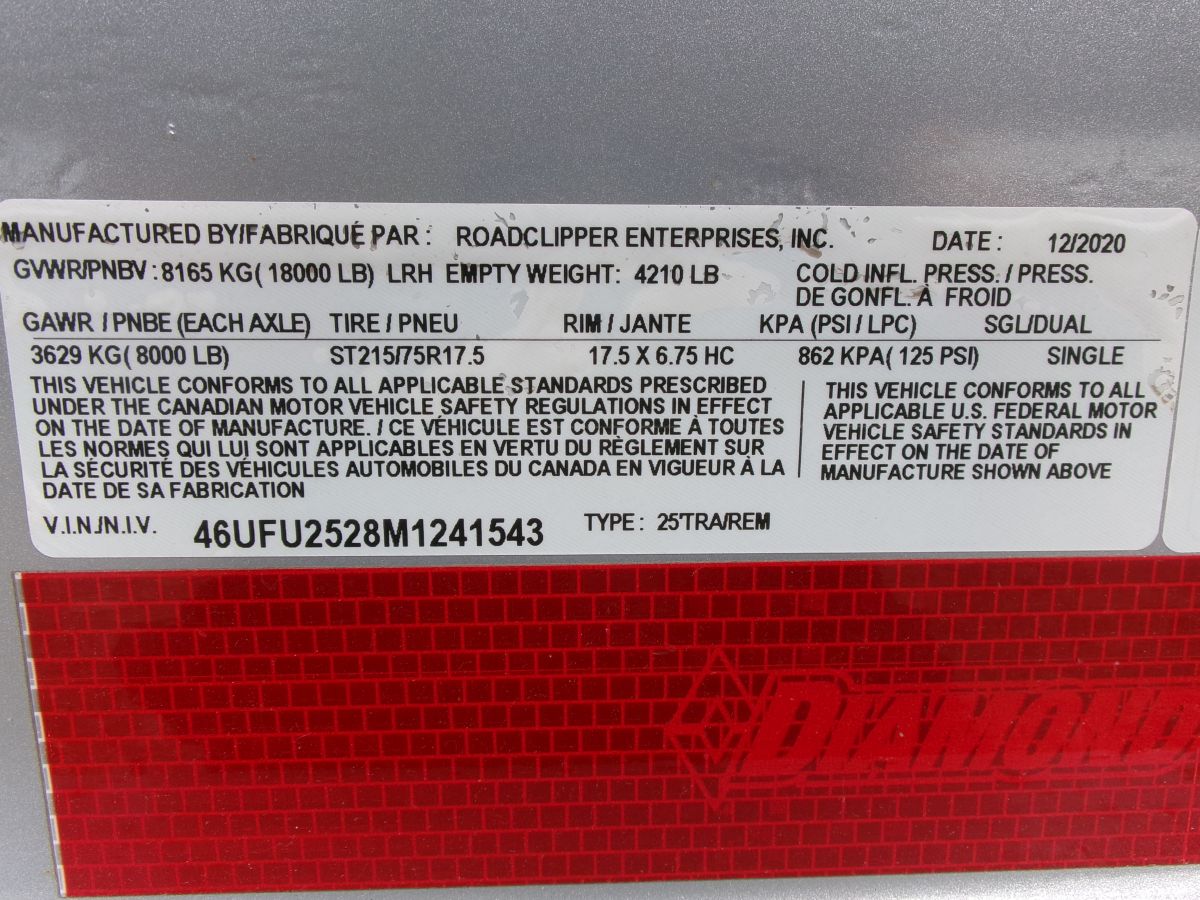 MANUFACTURED BY/FABRIQUÉ PAR : ROADCLIPPER ENTERPRISES, INC. DATE : 12/2020
GVWR/PNBV : 8165 KG( 18000 LB) LRH EMPTY WEIGHT: 4210 LB COLD INFL. PRESS. / PRESS.
DE GONFL. À FROID
GAWR / PNBE (EACH AXLE) TIRE / PNEU RIM / JANTE KPA (PSI / LPC) SGL/DUAL
3629 KG( 8000 LB) ST215/75R17.5 17.5 X 6.75 HC 862 KPA( 125 PSI) SINGLE
THIS VEHICLE CONFORMS TO ALL APPLICABLE STANDARDS PRESCRIBED
UNDER THE CANADIAN MOTOR VEHICLE SAFETY REGULATIONS IN EFFECT
ON THE DATE OF MANUFACTURE. / CE VÉHICULE EST CONFORME À TOUTES
LES NORMES QUI LUI SONT APPLICABLES EN VERTU DU RÈGLEMENT SUR
LA SÉCURITÉ DES VÉHICULES AUTOMOBILES DU CANADA EN VIGUEUR À LA
DATE DE SA FABRICATION
THIS VEHICLE CONFORMS TO ALL
APPLICABLE U.S. FEDERAL MOTOR
VEHICLE SAFETY STANDARDS IN
EFFECT ON THE DATE OF
MANUFACTURE SHOWN ABOVE
V.I.N./N.I.V. 46UFU2528M1241543 TYPE : 25'TRA/REM
DIAMOND